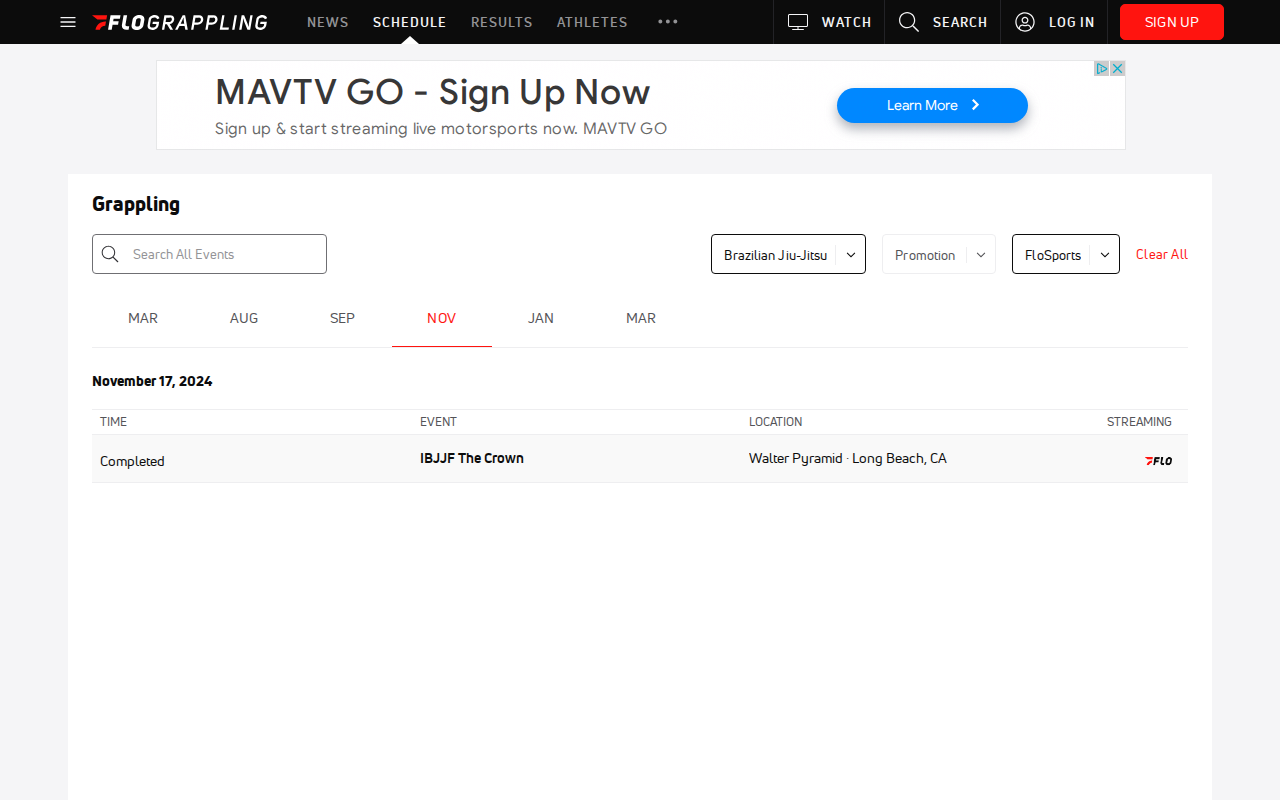 FLOGRAPPLING NEWS SCHEDULE RESULTS ATHLETES WATCH SEARCH LOG IN SIGN UP
MAVTV GO - Sign Up Now
Sign up & start streaming live motorsports now. MAVTV GO
Learn More
Grappling
Search All Events Brazilian Jiu-Jitsu Promotion FloSports Clear All
MAR AUG SEP NOV JAN MAR
November 17, 2024
TIME EVENT LOCATION STREAMING
Completed IBJJF The Crown Walter Pyramid · Long Beach, CA FLO